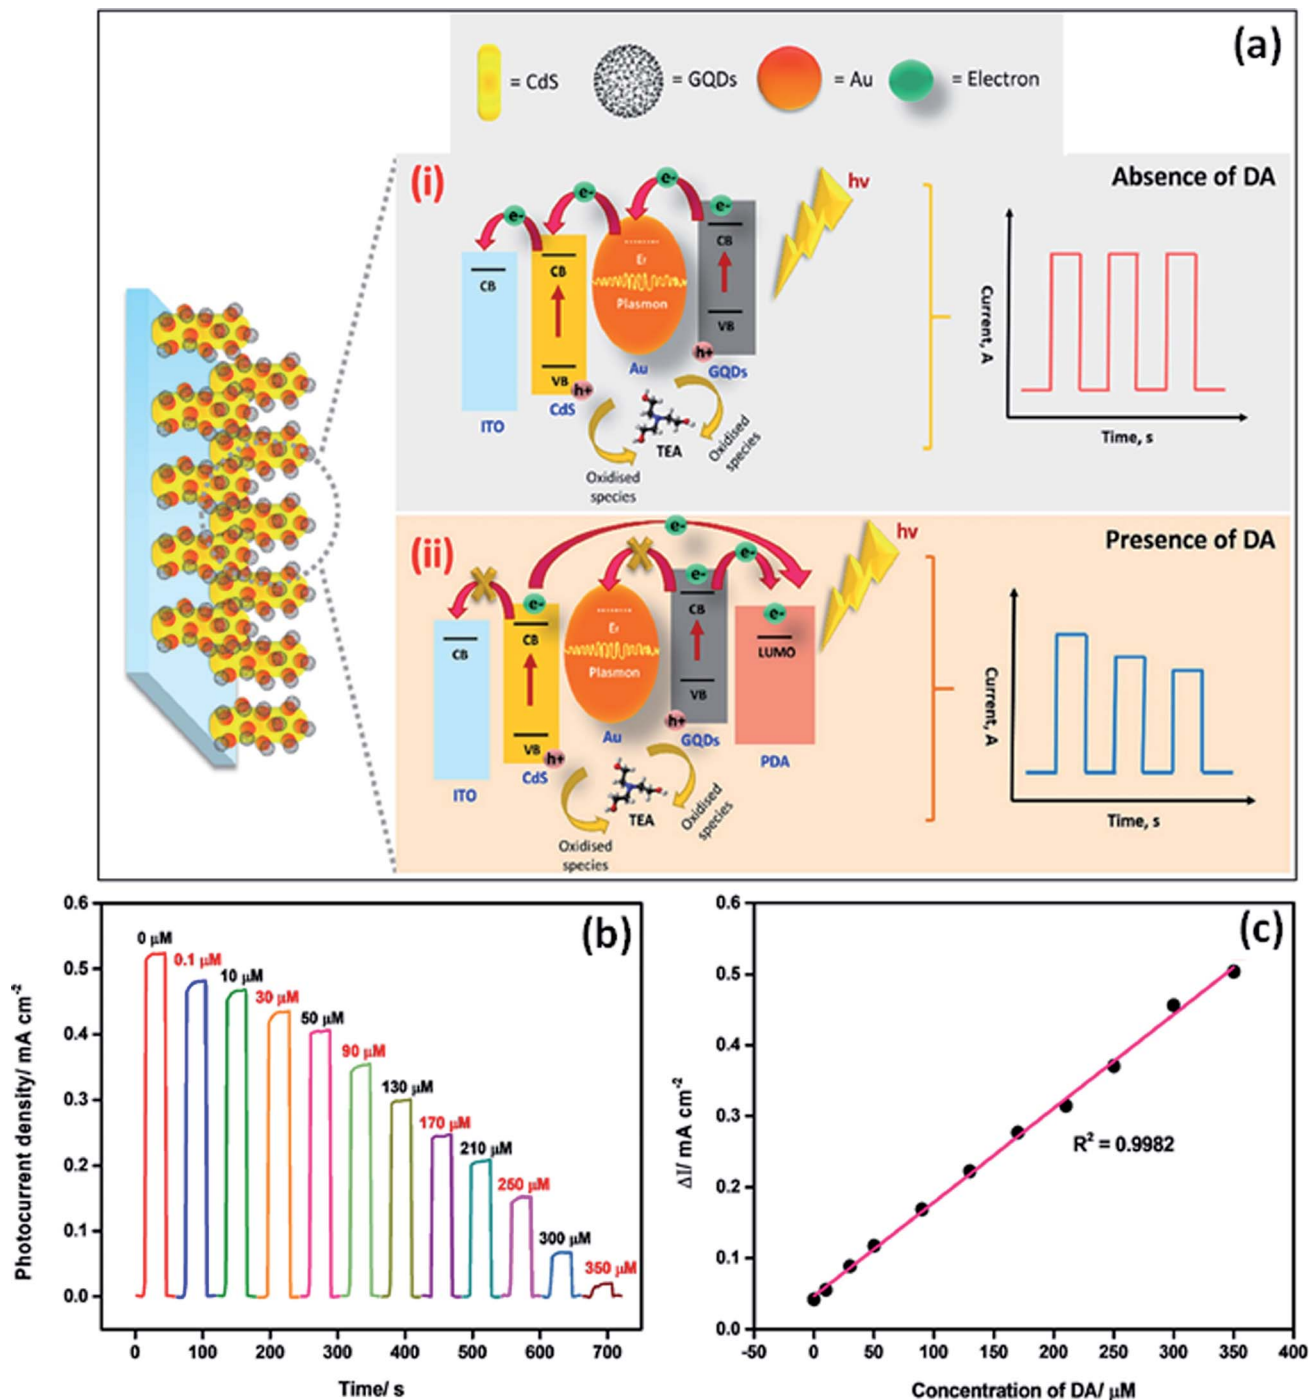 (a)
= CdS
= GQDs
= Au
= Electron
(i)
hv
Absence of DA
e-
e-
e-
e-
CB
CB
CB
VB
VB
E_f
Plasmon
h+
h+
ITO
CdS
Au
GQDs
TEA
Oxidised
species
Oxidised
species
Current, A
Time, s
(ii)
hv
Presence of DA
e-
e-
e-
e-
e-
CB
CB
CB
LUMO
VB
VB
E_f
Plasmon
h+
h+
ITO
CdS
Au
GQDs
PDA
TEA
Oxidised
species
Oxidised
species
Current, A
Time, s
(b)
Photocurrent density/ mA cm⁻²
0.6
0.5
0.4
0.3
0.2
0.1
0.0
0 μM
0.1 μM
10 μM
30 μM
50 μM
90 μM
130 μM
170 μM
210 μM
250 μM
300 μM
350 μM
0 100 200 300 400 500 600 700
Time/ s
(c)
ΔI/ mA cm⁻²
0.6
0.5
0.4
0.3
0.2
0.1
0.0
R² = 0.9982
-50 0 50 100 150 200 250 300 350 400
Concentration of DA/ μM